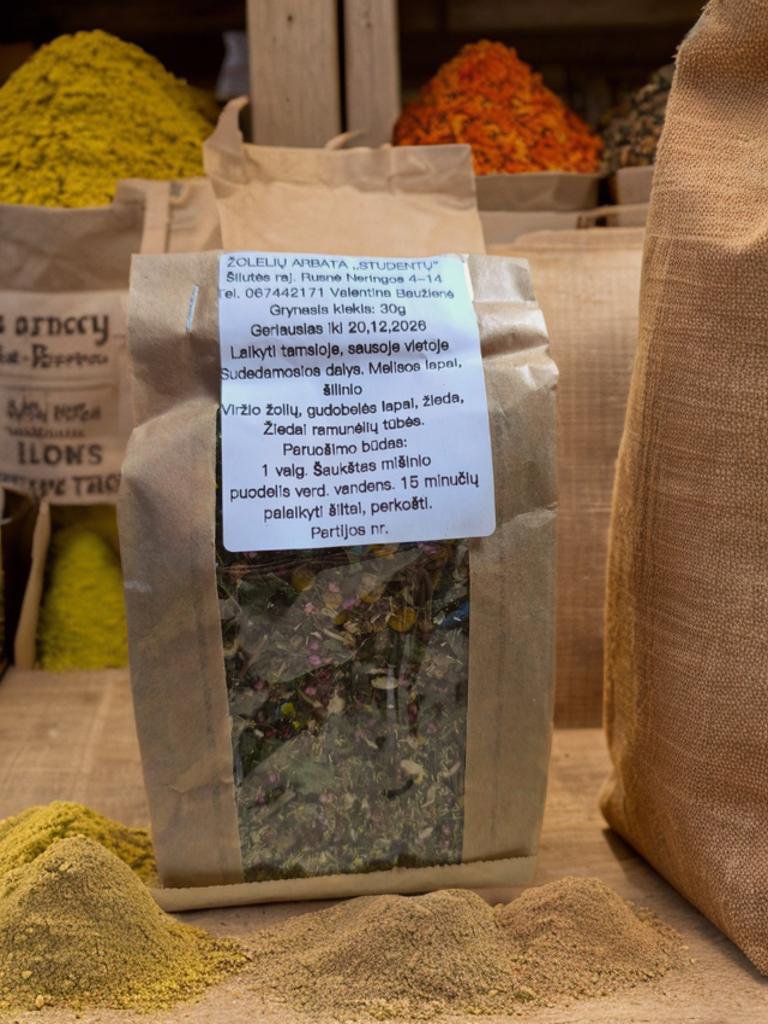 ŽOLELIŲ ARBATA „STUDENTŲ"
Šilutės raj. Rusnė Neringos 4–14
Tel. 067442171 Valentina Baužienė
Grynasis kiekis: 30g
Geriausias iki 20,12,2026
Laikyti tamsioje, sausoje vietoje
Sudedamosios dalys. Melisos lapai,
šilinio
Viržio žolių, gudobelės lapai, žieda,
Žiedai ramunėlių tūbės.
Paruošimo būdas:
1 valg. Šaukštas mišinio
puodelis verd. vandens. 15 minučių
palaikyti šiltai, perkošti.
Partijos nr.
ILONS